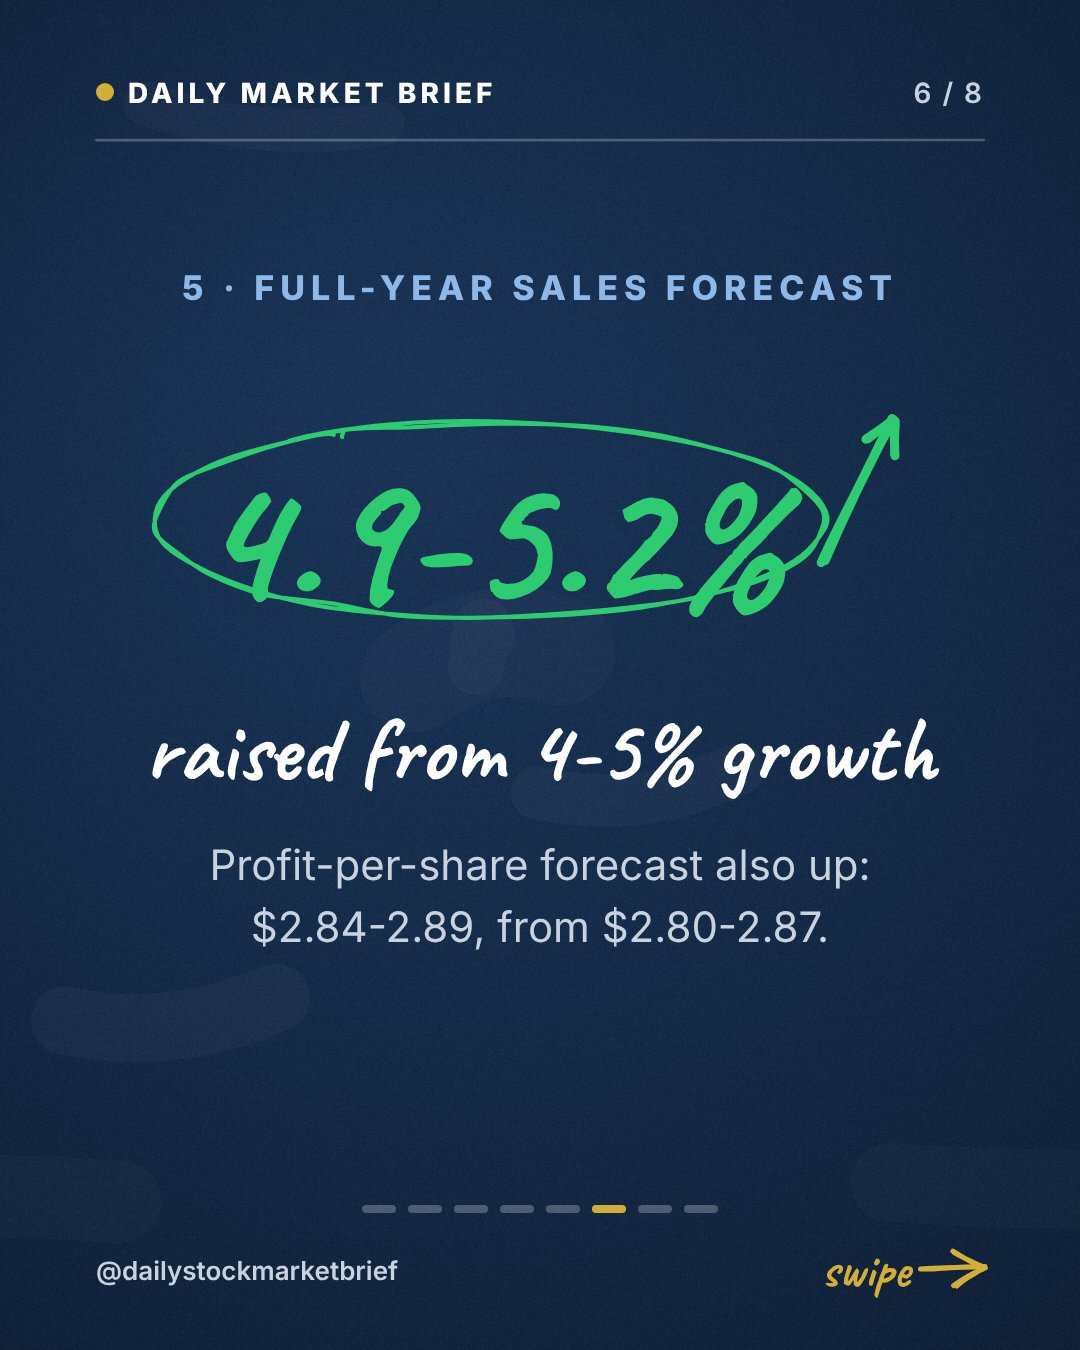 DAILY MARKET BRIEF
6 / 8
5 · FULL-YEAR SALES FORECAST
4.9-5.2%
raised from 4-5% growth
Profit-per-share forecast also up:
$2.84-2.89, from $2.80-2.87.
@dailystockmarketbrief
swipe